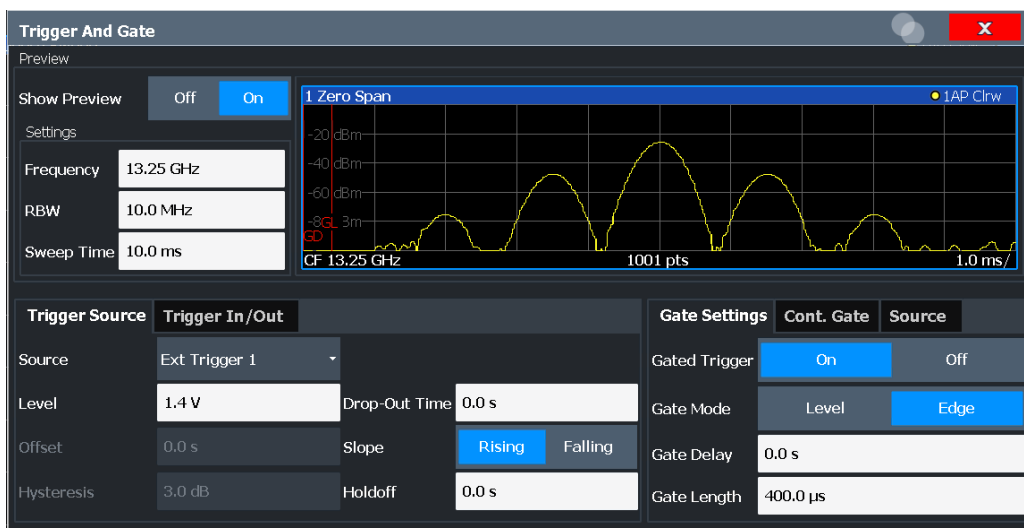 Trigger And Gate
X
Preview
Show Preview Off On
Settings
Frequency 13.25 GHz
RBW 10.0 MHz
Sweep Time 10.0 ms
1 Zero Span 1AP Clrw
-20 dBm
-40 dBm
-60 dBm
GL
GD
CF 13.25 GHz 1001 pts 1.0 ms/
Trigger Source Trigger In/Out
Source Ext Trigger 1
Level 1.4 V Drop-Out Time 0.0 s
Offset 0.0 s Slope Rising Falling
Hysteresis 3.0 dB Holdoff 0.0 s
Gate Settings Cont. Gate Source
Gated Trigger On Off
Gate Mode Level Edge
Gate Delay 0.0 s
Gate Length 400.0 µs